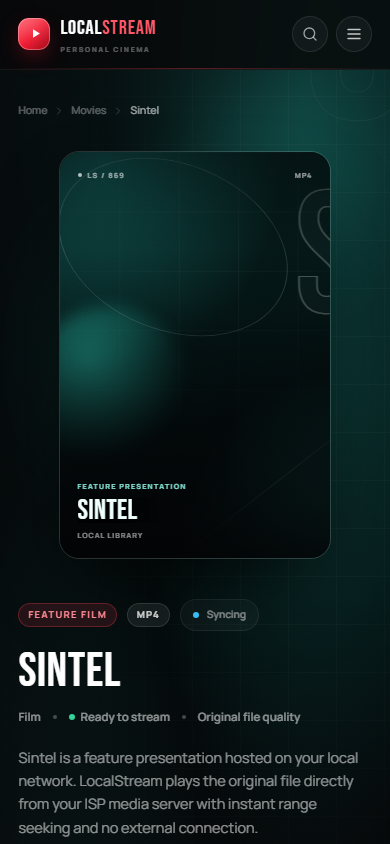 LOCALSTREAM
PERSONAL CINEMA
Home > Movies > Sintel
LS / 869
MP4
S
FEATURE PRESENTATION
SINTEL
LOCAL LIBRARY
FEATURE FILM MP4 Syncing
SINTEL
Film • Ready to stream • Original file quality
Sintel is a feature presentation hosted on your local
network. LocalStream plays the original file directly
from your ISP media server with instant range
seeking and no external connection.